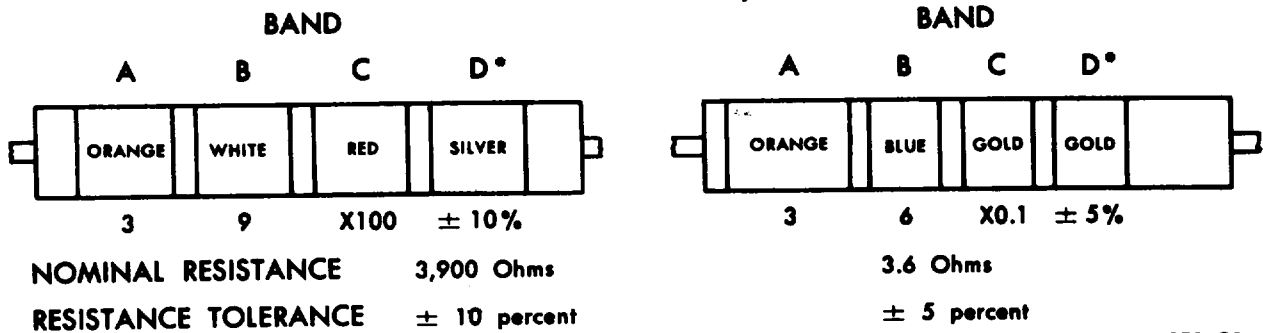 BAND
A B C D*
ORANGE WHITE RED SILVER
3 9 X100 ± 10%
NOMINAL RESISTANCE 3,900 Ohms
RESISTANCE TOLERANCE ± 10 percent
BAND
A B C D*
ORANGE BLUE GOLD GOLD
3 6 X0.1 ± 5%
3.6 Ohms
± 5 percent